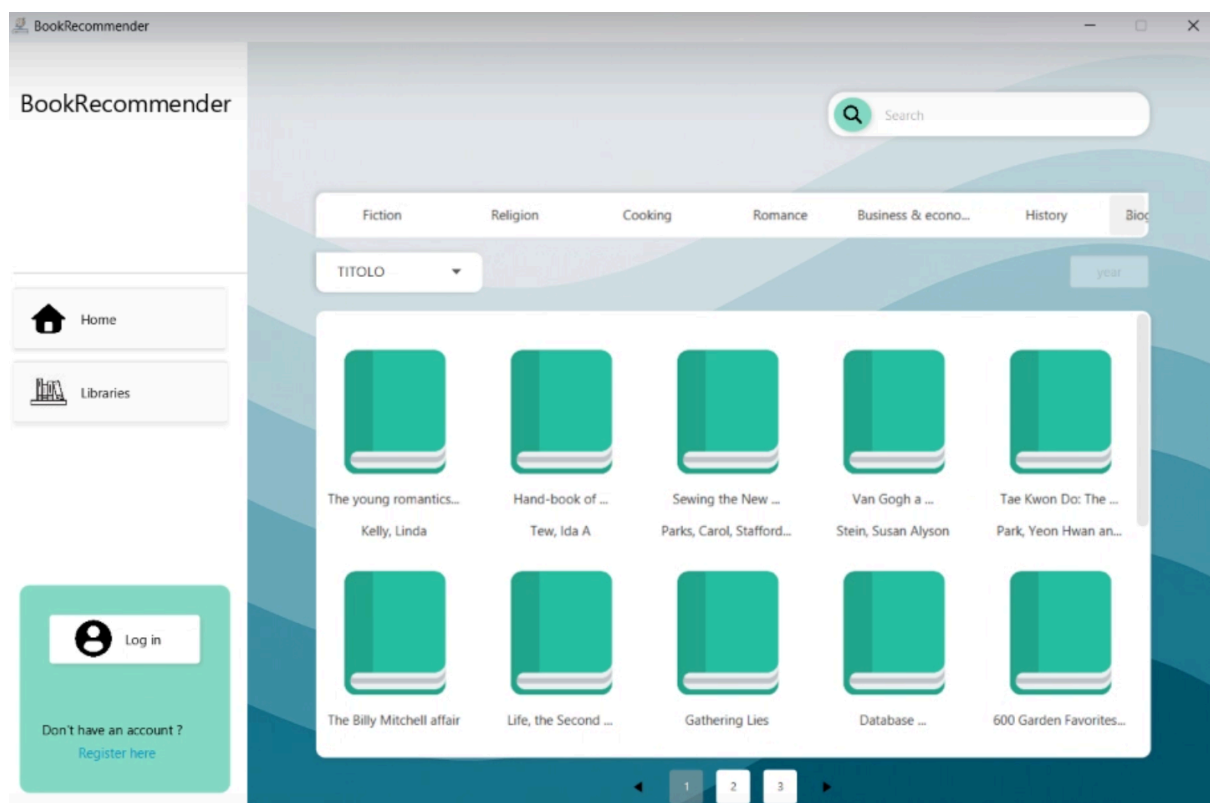 BookRecommender
BookRecommender
Search
Fiction Religion Cooking Romance Business & econo... History Biog
TITOLO
year
Home
Libraries
The young romantics... Hand-book of ... Sewing the New ... Van Gogh a ... Tae Kwon Do: The ...
Kelly, Linda Tew, Ida A Parks, Carol, Stafford... Stein, Susan Alyson Park, Yeon Hwan an...
The Billy Mitchell affair Life, the Second ... Gathering Lies Database ... 600 Garden Favorites...
Log in
Don't have an account ?
Register here
1 2 3